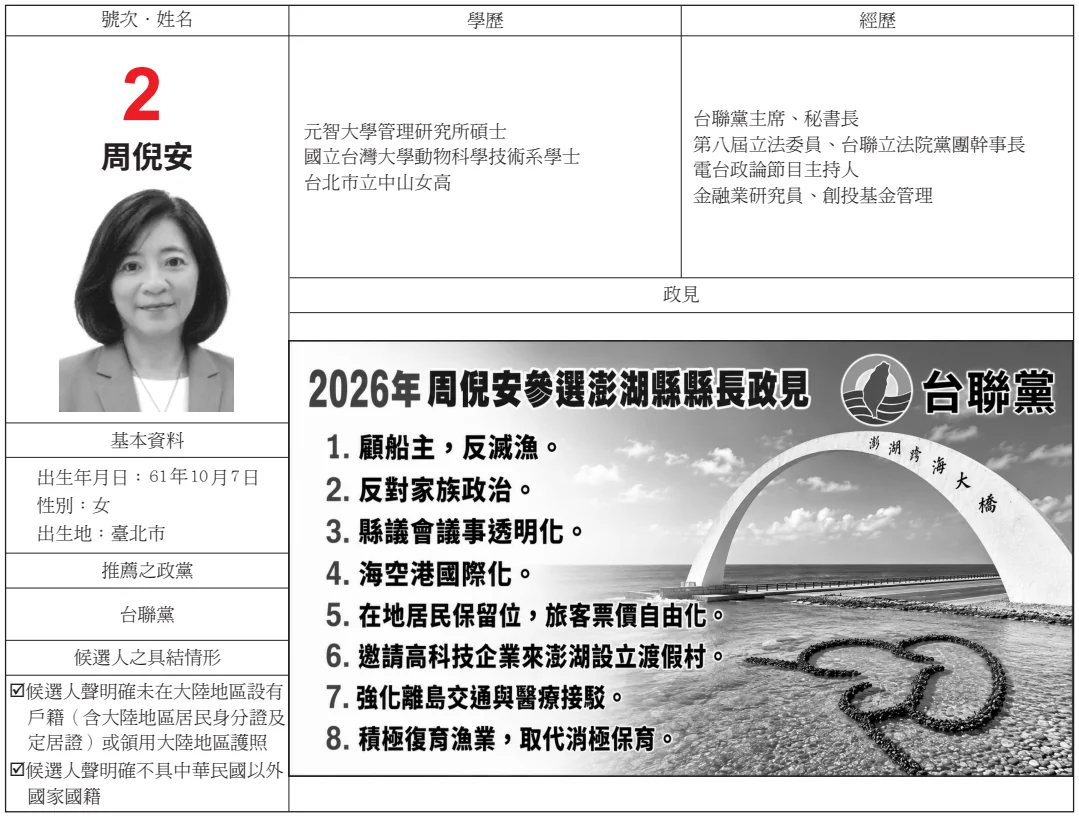 號次．姓名
學歷
經歷
2
周倪安
元智大學管理研究所碩士
國立台灣大學動物科學技術系學士
台北市立中山女高
台聯黨主席、秘書長
第八屆立法委員、台聯立法院黨團幹事長
電台政論節目主持人
金融業研究員、創投基金管理
政見
2026年周倪安參選澎湖縣縣長政見
台聯黨
澎湖跨海大橋
1. 顧船主，反滅漁。
2. 反對家族政治。
3. 縣議會議事透明化。
4. 海空港國際化。
5. 在地居民保留位，旅客票價自由化。
6. 邀請高科技企業來澎湖設立渡假村。
7. 強化離島交通與醫療接駁。
8. 積極復育漁業，取代消極保育。
基本資料
出生年月日：61年10月7日
性別：女
出生地：臺北市
推薦之政黨
台聯黨
候選人之具結情形
☑候選人聲明確未在大陸地區設有
戶籍（含大陸地區居民身分證及
定居證）或領用大陸地區護照
☑候選人聲明確不具中華民國以外
國家國籍